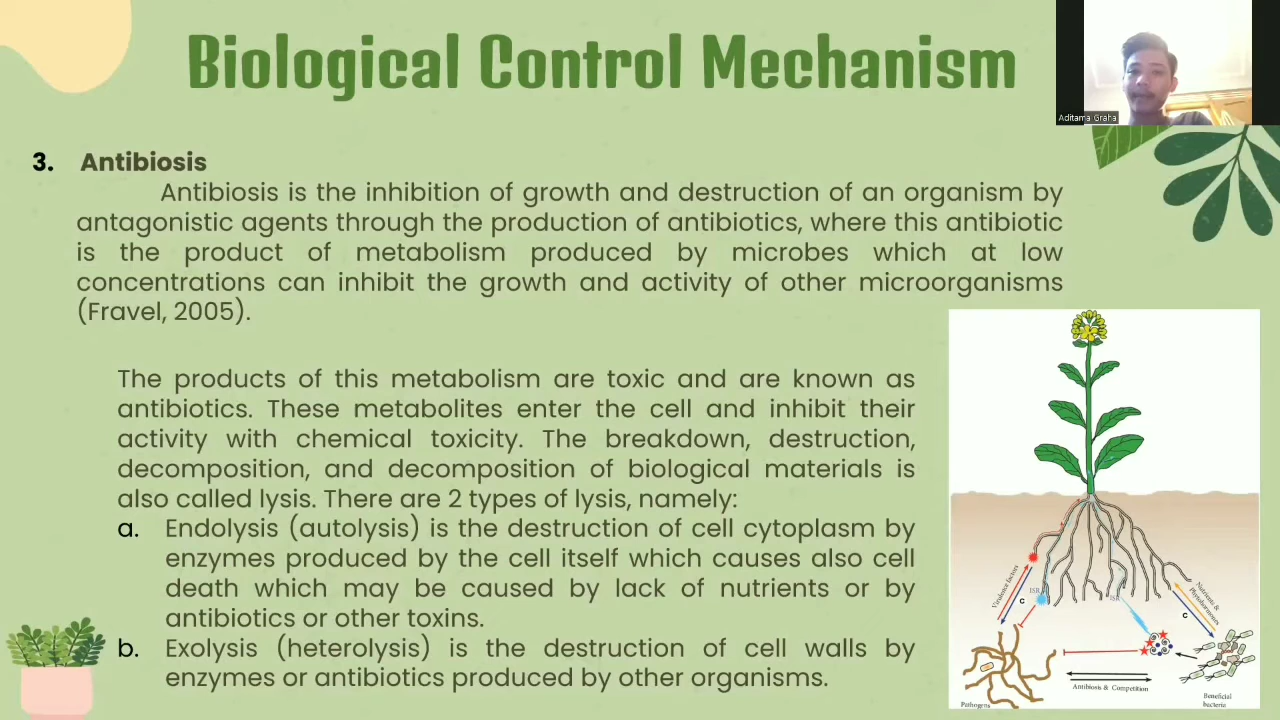 Biological Control Mechanism
Aditama Graha
3. Antibiosis
Antibiosis is the inhibition of growth and destruction of an organism by
antagonistic agents through the production of antibiotics, where this antibiotic
is the product of metabolism produced by microbes which at low
concentrations can inhibit the growth and activity of other microorganisms
(Fravel, 2005).
The products of this metabolism are toxic and are known as
antibiotics. These metabolites enter the cell and inhibit their
activity with chemical toxicity. The breakdown, destruction,
decomposition, and decomposition of biological materials is
also called lysis. There are 2 types of lysis, namely:
a. Endolysis (autolysis) is the destruction of cell cytoplasm by
enzymes produced by the cell itself which causes also cell
death which may be caused by lack of nutrients or by
antibiotics or other toxins.
b. Exolysis (heterolysis) is the destruction of cell walls by
enzymes or antibiotics produced by other organisms.
Virulence factors
C
ISR
ISR
Nutrients &
Phytohormones
C
Antibiosis & Competition
Pathogens
Beneficial
bacteria